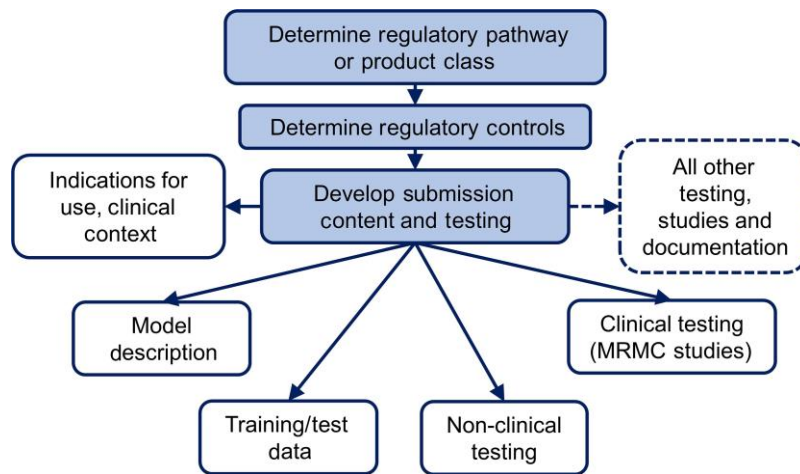 Determine regulatory pathway
or product class
Determine regulatory controls
Indications for
use, clinical
context
Develop submission
content and testing
All other
testing,
studies and
documentation
Model
description
Clinical testing
(MRMC studies)
Training/test
data
Non-clinical
testing